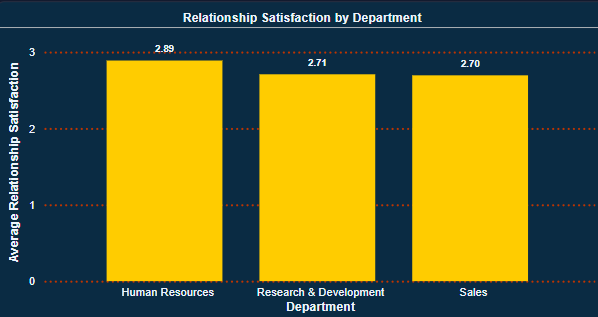 Relationship Satisfaction by Department
Average Relationship Satisfaction
3
2
1
0
2.89
2.71
2.70
Human Resources
Research & Development
Sales
Department